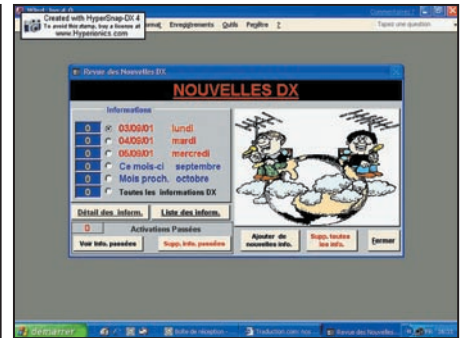 Created with HyperSnap-DX 4
To avoid this stamp, buy a license at
www.Hyperionics.com
Enregistrements Outils Fenêtre ?
Tapez une question
Revue des Nouvelles DX
NOUVELLES DX
Informations
0 03/09/01 lundi
0 04/09/01 mardi
0 05/09/01 mercredi
0 Ce mois-ci septembre
0 Mois proch. octobre
0 Toutes les informations DX
Détail des inform. Liste des inform.
0 Activations Passées
Voir info. passées Supp. info. passées
Ajouter de
nouvelles info.
Supp. toutes
les info.
Fermer
démarrer
Boîte de réception -
Revue des Nouvelles